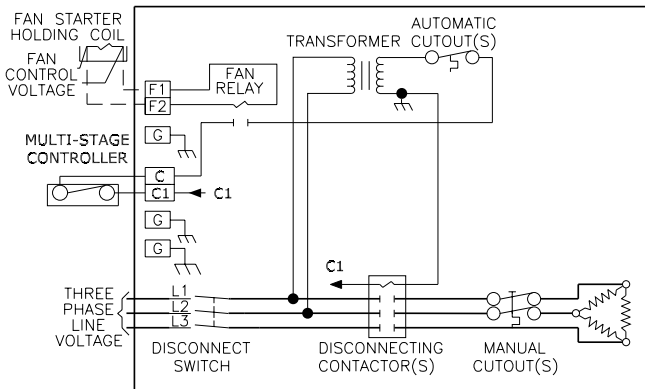 FAN STARTER
HOLDING COIL
FAN
CONTROL
VOLTAGE
AUTOMATIC
CUTOUT(S)
TRANSFORMER
F1
F2
FAN
RELAY
G
MULTI-STAGE
CONTROLLER
C
C1
C1
G
G
C1
THREE
PHASE
LINE
VOLTAGE
L1
L2
L3
DISCONNECT
SWITCH
DISCONNECTING
CONTACTOR(S)
MANUAL
CUTOUT(S)